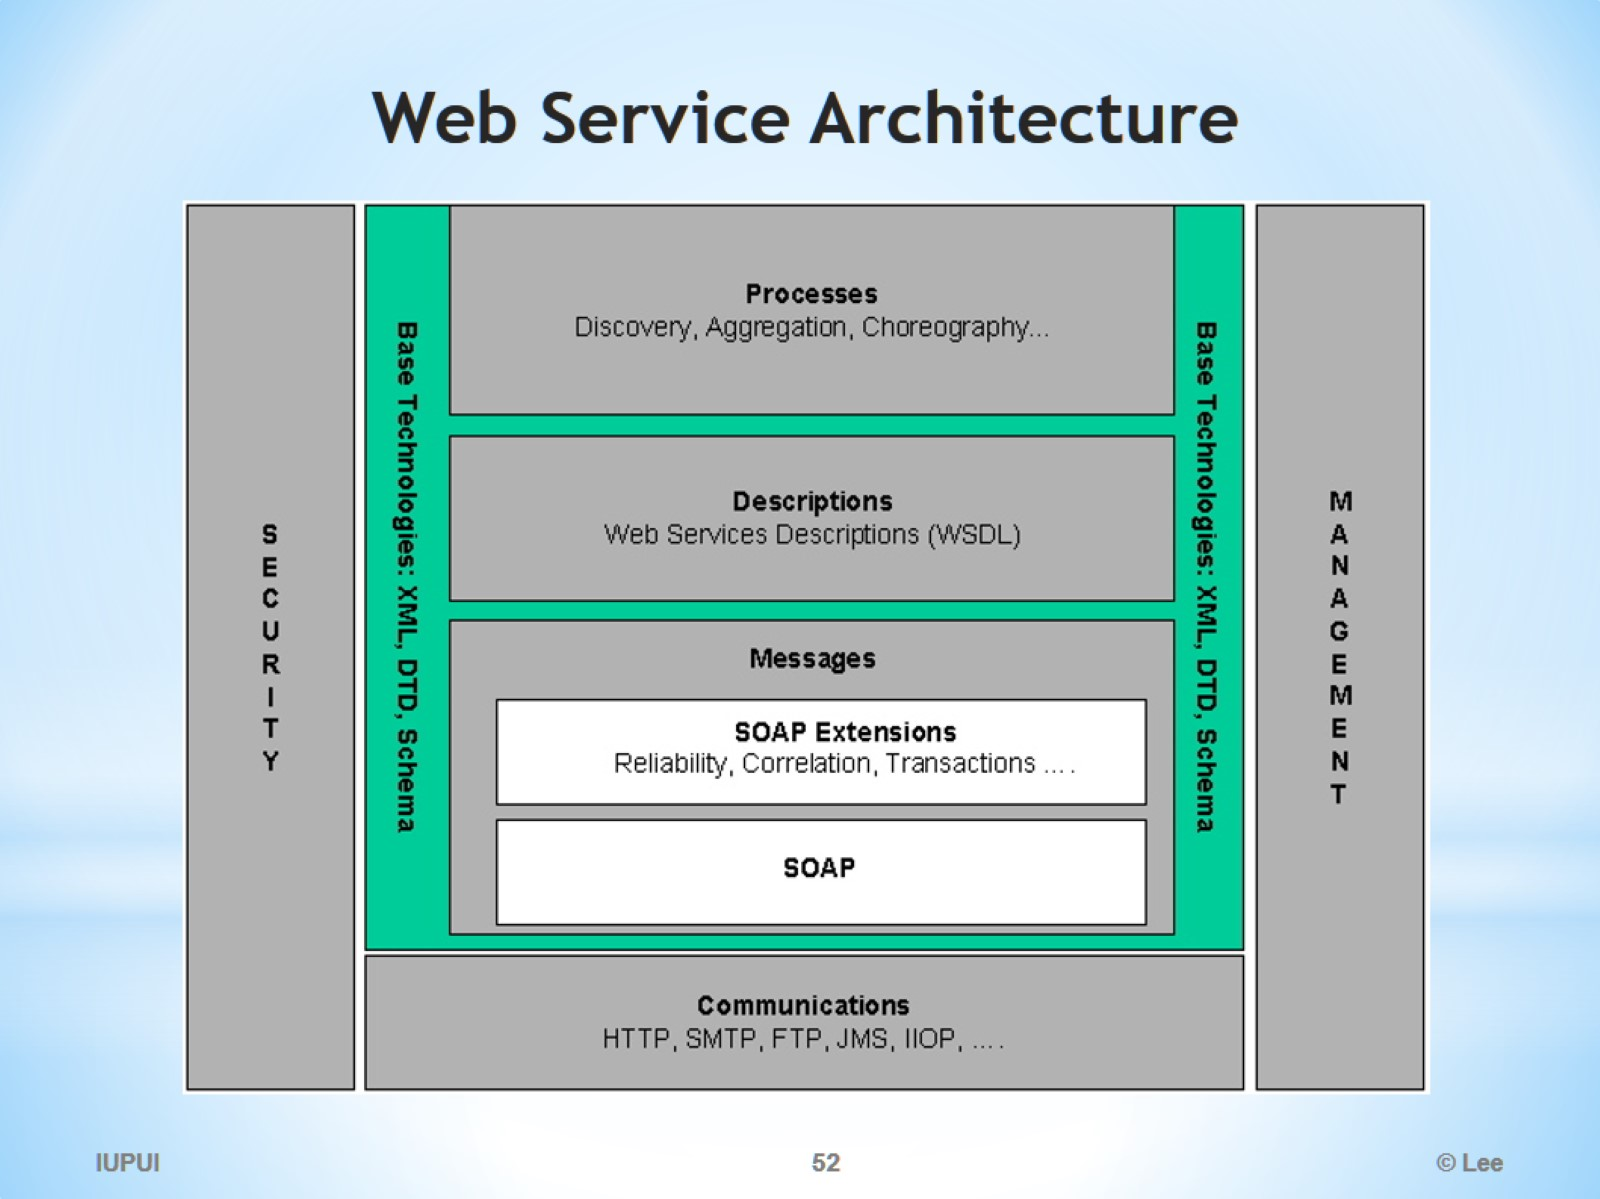 Web Service Architecture
SECURITY
Base Technologies: XML, DTD, Schema
Processes
Discovery, Aggregation, Choreography...
Descriptions
Web Services Descriptions (WSDL)
Messages
SOAP Extensions
Reliability, Correlation, Transactions ....
SOAP
Base Technologies: XML, DTD, Schema
MANAGEMENT
Communications
HTTP, SMTP, FTP, JMS, IIOP, ....
IUPUI
52
© Lee